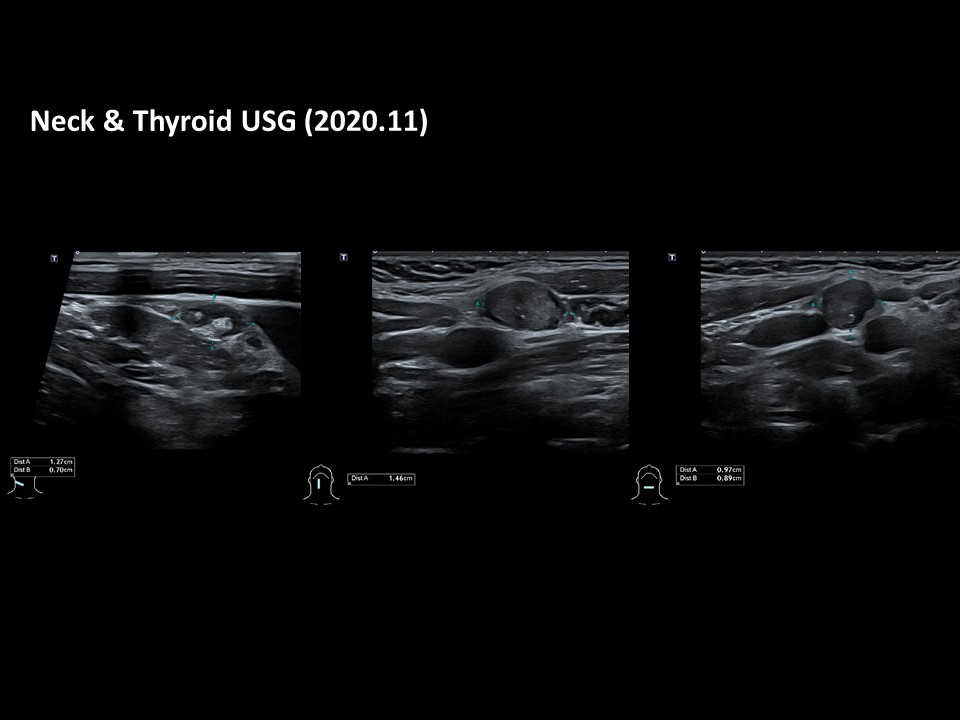 Neck & Thyroid USG (2020.11)
T
T
T
Dist A 1.27cm
Dist B 0.70cm
Dist A 1.46cm
Dist A 0.97cm
Dist B 0.89cm